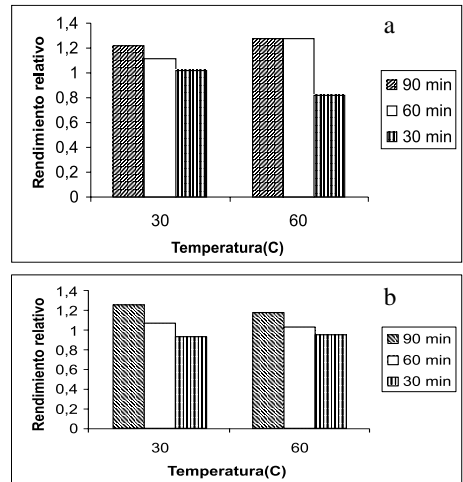 a
Rendimiento relativo
1,4
1,2
1
0,8
0,6
0,4
0,2
0
30
60
Temperatura(C)
90 min
60 min
30 min
b
Rendimiento relativo
1,4
1,2
1
0,8
0,6
0,4
0,2
0
30
60
Temperatura(C)
90 min
60 min
30 min